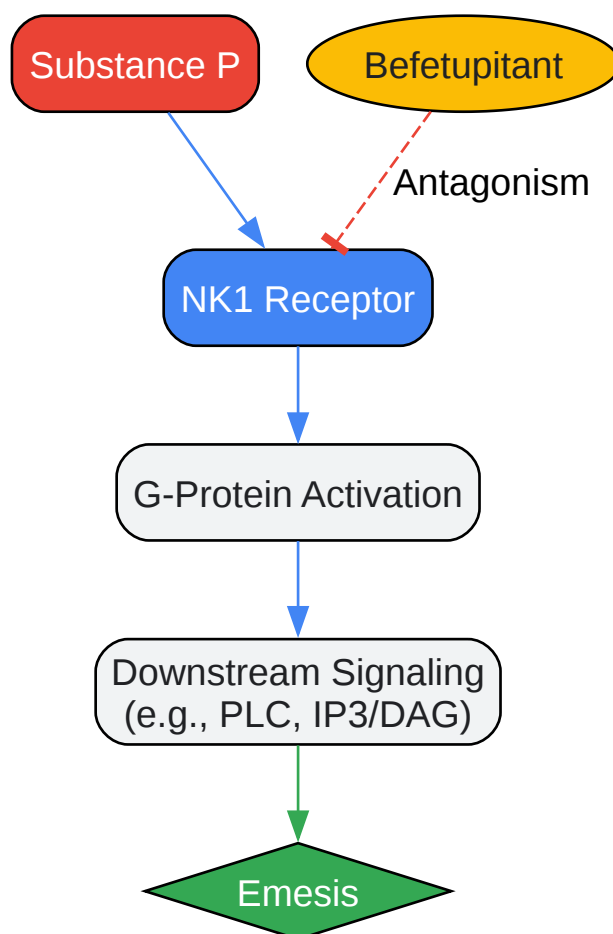 Substance P
Befetupitant
Antagonism
NK1 Receptor
G-Protein Activation
Downstream Signaling
(e.g., PLC, IP3/DAG)
Emesis